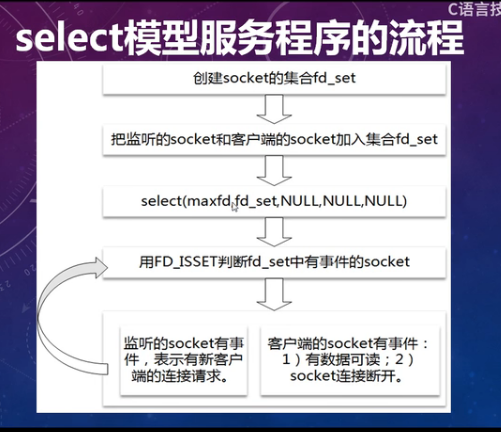 C语言技
select模型服务程序的流程
创建socket的集合fd_set
把监听的socket和客户端的socket加入集合fd_set
select(maxfd,fd_set,NULL,NULL,NULL)
用FD_ISSET判断fd_set中有事件的socket
监听的socket有事
件，表示有新客户
端的连接请求。
客户端的socket有事件：
1）有数据可读；2）
socket连接断开。